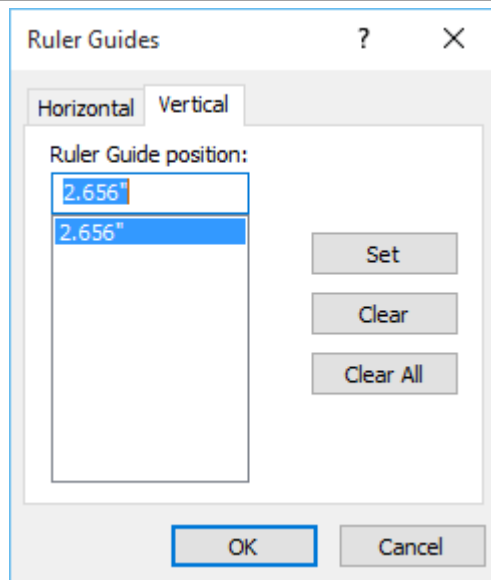 Ruler Guides ?
Horizontal Vertical
Ruler Guide position:
2.656"
2.656"
Set
Clear
Clear All
OK Cancel